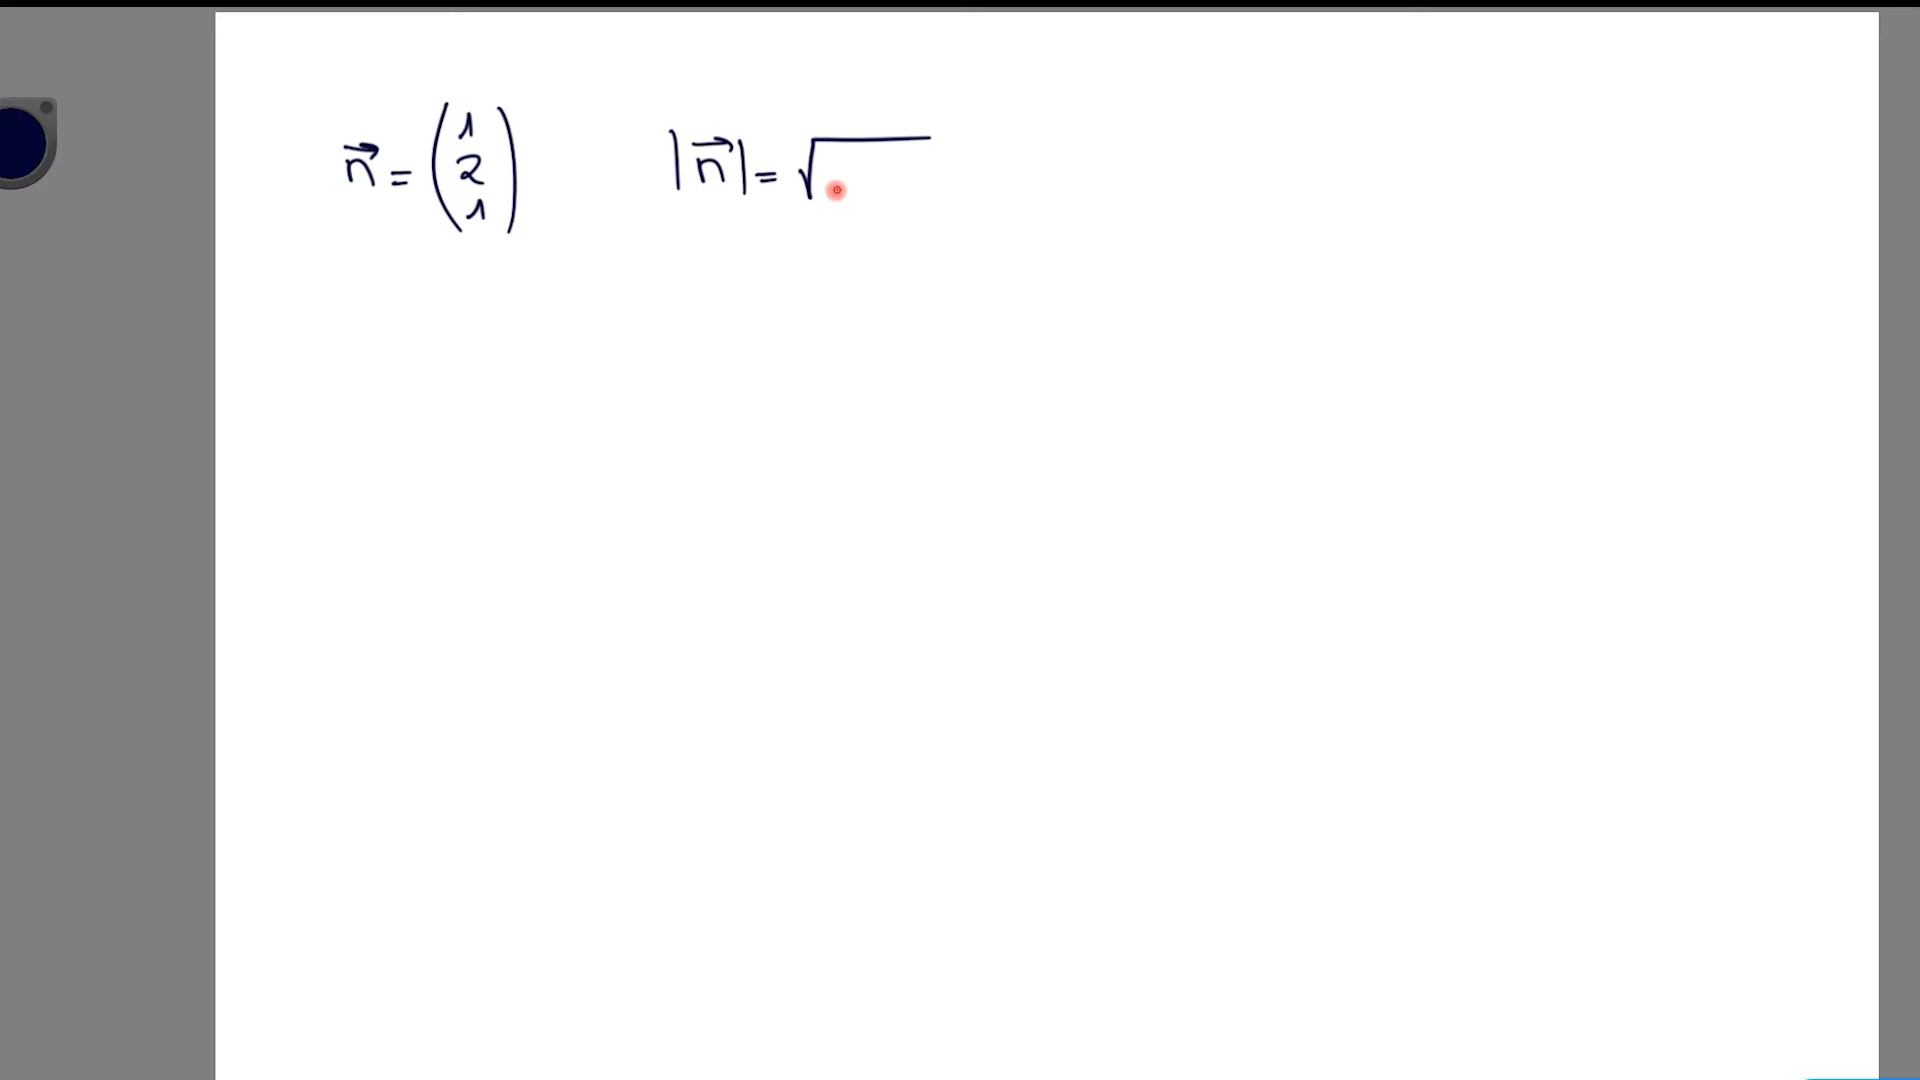 n⃗ = (1 2 1) |n⃗| = √